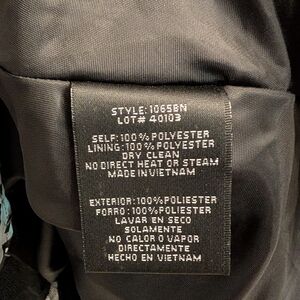 STYLE: 1065BN
LOT# 40103
SELF: 100% POLYESTER
LINING: 100% POLYESTER
DRY CLEAN
NO DIRECT HEAT OR STEAM
MADE IN VIETNAM
EXTERIOR: 100% POLIESTER
FORRO: 100% POLIESTER
LAVAR EN SECO
SOLAMENTE
NO CALOR O VAPOR
DIRECTAMENTE
HECHO EN VIETNAM